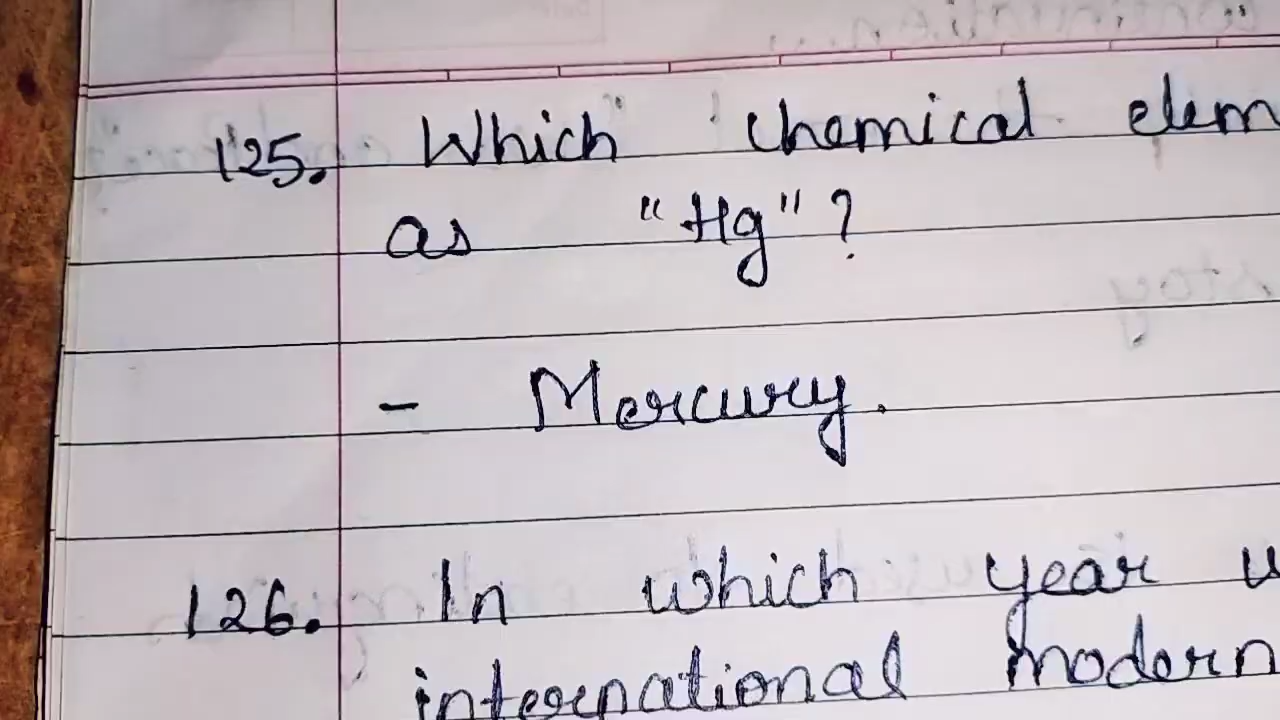 125. Which chemical elem
as "Hg"?
- Mercury.
126. In which year
international modern